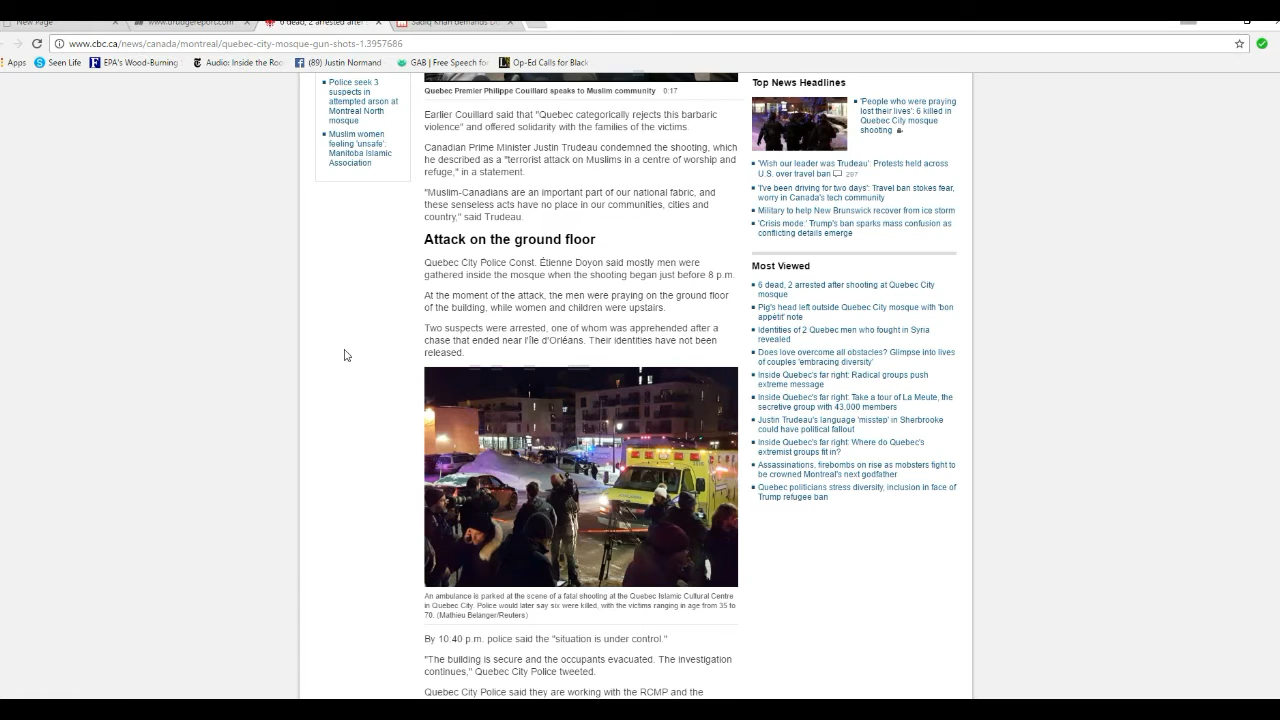 New Page
www.drudgereport.com
6 dead, 2 arrested after
Sadiq Khan demands
www.cbc.ca/news/canada/montreal/quebec-city-mosque-gun-shots-1.3957686
Apps Seen Life EPA's Wood-Burning Audio: Inside the Roo (89) Justin Normand GAB | Free Speech for Op-Ed Calls for Black
Police seek 3
suspects in
attempted arson at
Montreal North
mosque
Muslim women
feeling 'unsafe':
Manitoba Islamic
Association
Quebec Premier Philippe Couillard speaks to Muslim community 0:17
Earlier Couillard said that "Quebec categorically rejects this barbaric
violence" and offered solidarity with the families of the victims.
Canadian Prime Minister Justin Trudeau condemned the shooting, which
he described as a "terrorist attack on Muslims in a centre of worship and
refuge," in a statement.
"Muslim-Canadians are an important part of our national fabric, and
these senseless acts have no place in our communities, cities and
country," said Trudeau.
Attack on the ground floor
Quebec City Police Const. Étienne Doyon said mostly men were
gathered inside the mosque when the shooting began just before 8 p.m.
At the moment of the attack, the men were praying on the ground floor
of the building, while women and children were upstairs.
Two suspects were arrested, one of whom was apprehended after a
chase that ended near l'île d'Orléans. Their identities have not been
released.
An ambulance is parked at the scene of a fatal shooting at the Quebec Islamic Cultural Centre
in Quebec City. Police would later say six were killed, with the victims ranging in age from 35 to
70. (Mathieu Belanger/Reuters)
By 10:40 p.m. police said the "situation is under control."
"The building is secure and the occupants evacuated. The investigation
continues," Quebec City Police tweeted.
Quebec City Police said they are working with the RCMP and the
Top News Headlines
'People who were praying
lost their lives': 6 killed in
Quebec City mosque
shooting
'Wish our leader was Trudeau': Protests held across
U.S. over travel ban 297
'I've been driving for two days': Travel ban stokes fear,
worry in Canada's tech community
Military to help New Brunswick recover from ice storm
'Crisis mode:' Trump's ban sparks mass confusion as
conflicting details emerge
Most Viewed
6 dead, 2 arrested after shooting at Quebec City
mosque
Pig's head left outside Quebec City mosque with 'bon
appétit' note
Identities of 2 Quebec men who fought in Syria
revealed
Does love overcome all obstacles? Glimpse into lives
of couples 'embracing diversity'
Inside Quebec's far right: Radical groups push
extreme message
Inside Quebec's far right: Take a tour of La Meute, the
secretive group with 43,000 members
Justin Trudeau's language 'misstep' in Sherbrooke
could have political fallout
Inside Quebec's far right: Where do Quebec's
extremist groups fit in?
Assassinations, firebombs on rise as mobsters fight to
be crowned Montreal's next godfather
Quebec politicians stress diversity, inclusion in face of
Trump refugee ban